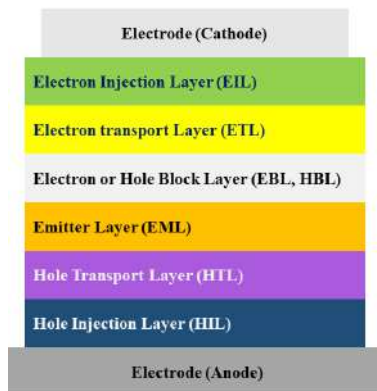 Electrode (Cathode)
Electron Injection Layer (EIL)
Electron transport Layer (ETL)
Electron or Hole Block Layer (EBL, HBL)
Emitter Layer (EML)
Hole Transport Layer (HTL)
Hole Injection Layer (HIL)
Electrode (Anode)